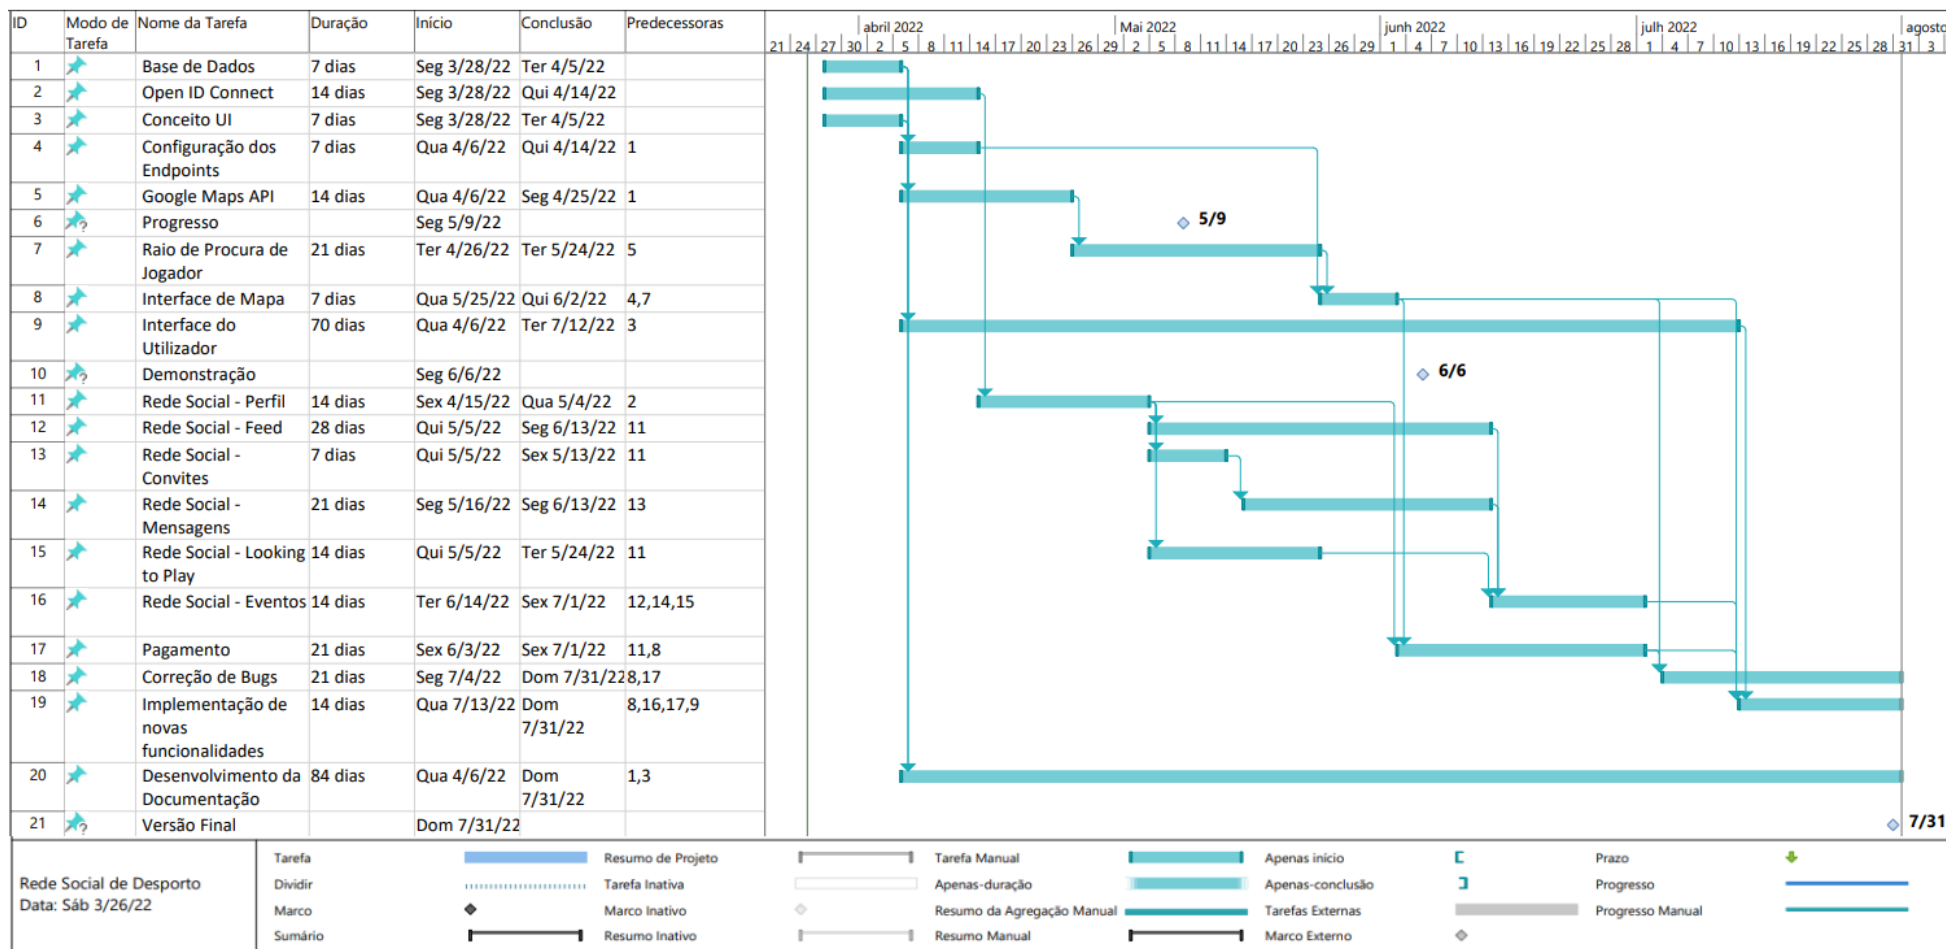 ID Modo de Tarefa Nome da Tarefa Duração Início Conclusão Predecessoras
abril 2022 Mai 2022 junh 2022 julh 2022 agosto
21 24 27 30 2 5 8 11 14 17 20 23 26 29 2 5 8 11 14 17 20 23 26 29 1 4 7 10 13 16 19 22 25 28 1 4 7 10 13 16 19 22 25 28 31 3
1 Base de Dados 7 dias Seg 3/28/22 Ter 4/5/22
2 Open ID Connect 14 dias Seg 3/28/22 Qui 4/14/22
3 Conceito UI 7 dias Seg 3/28/22 Ter 4/5/22
4 Configuração dos Endpoints 7 dias Qua 4/6/22 Qui 4/14/22 1
5 Google Maps API 14 dias Qua 4/6/22 Seg 4/25/22 1
6 Progresso Seg 5/9/22 5/9
7 Raio de Procura de Jogador 21 dias Ter 4/26/22 Ter 5/24/22 5
8 Interface de Mapa 7 dias Qua 5/25/22 Qui 6/2/22 4,7
9 Interface do Utilizador 70 dias Qua 4/6/22 Ter 7/12/22 3
10 Demonstração Seg 6/6/22 6/6
11 Rede Social - Perfil 14 dias Sex 4/15/22 Qua 5/4/22 2
12 Rede Social - Feed 28 dias Qui 5/5/22 Seg 6/13/22 11
13 Rede Social - Convites 7 dias Qui 5/5/22 Sex 5/13/22 11
14 Rede Social - Mensagens 21 dias Seg 5/16/22 Seg 6/13/22 13
15 Rede Social - Looking to Play 14 dias Qui 5/5/22 Ter 5/24/22 11
16 Rede Social - Eventos 14 dias Ter 6/14/22 Sex 7/1/22 12,14,15
17 Pagamento 21 dias Sex 6/3/22 Sex 7/1/22 11,8
18 Correção de Bugs 21 dias Seg 7/4/22 Dom 7/31/22 8,17
19 Implementação de novas funcionalidades 14 dias Qua 7/13/22 Dom 7/31/22 8,16,17,9
20 Desenvolvimento da Documentação 84 dias Qua 4/6/22 Dom 7/31/22 1,3
21 Versão Final Dom 7/31/22 7/31
Rede Social de Desporto
Data: Sáb 3/26/22
Tarefa Resumo de Projeto Tarefa Manual Apenas início Prazo
Dividir Tarefa Inativa Apenas-duração Apenas-conclusão Progresso
Marco Marco Inativo Resumo da Agregação Manual Tarefas Externas Progresso Manual
Sumário Resumo Inativo Resumo Manual Marco Externo